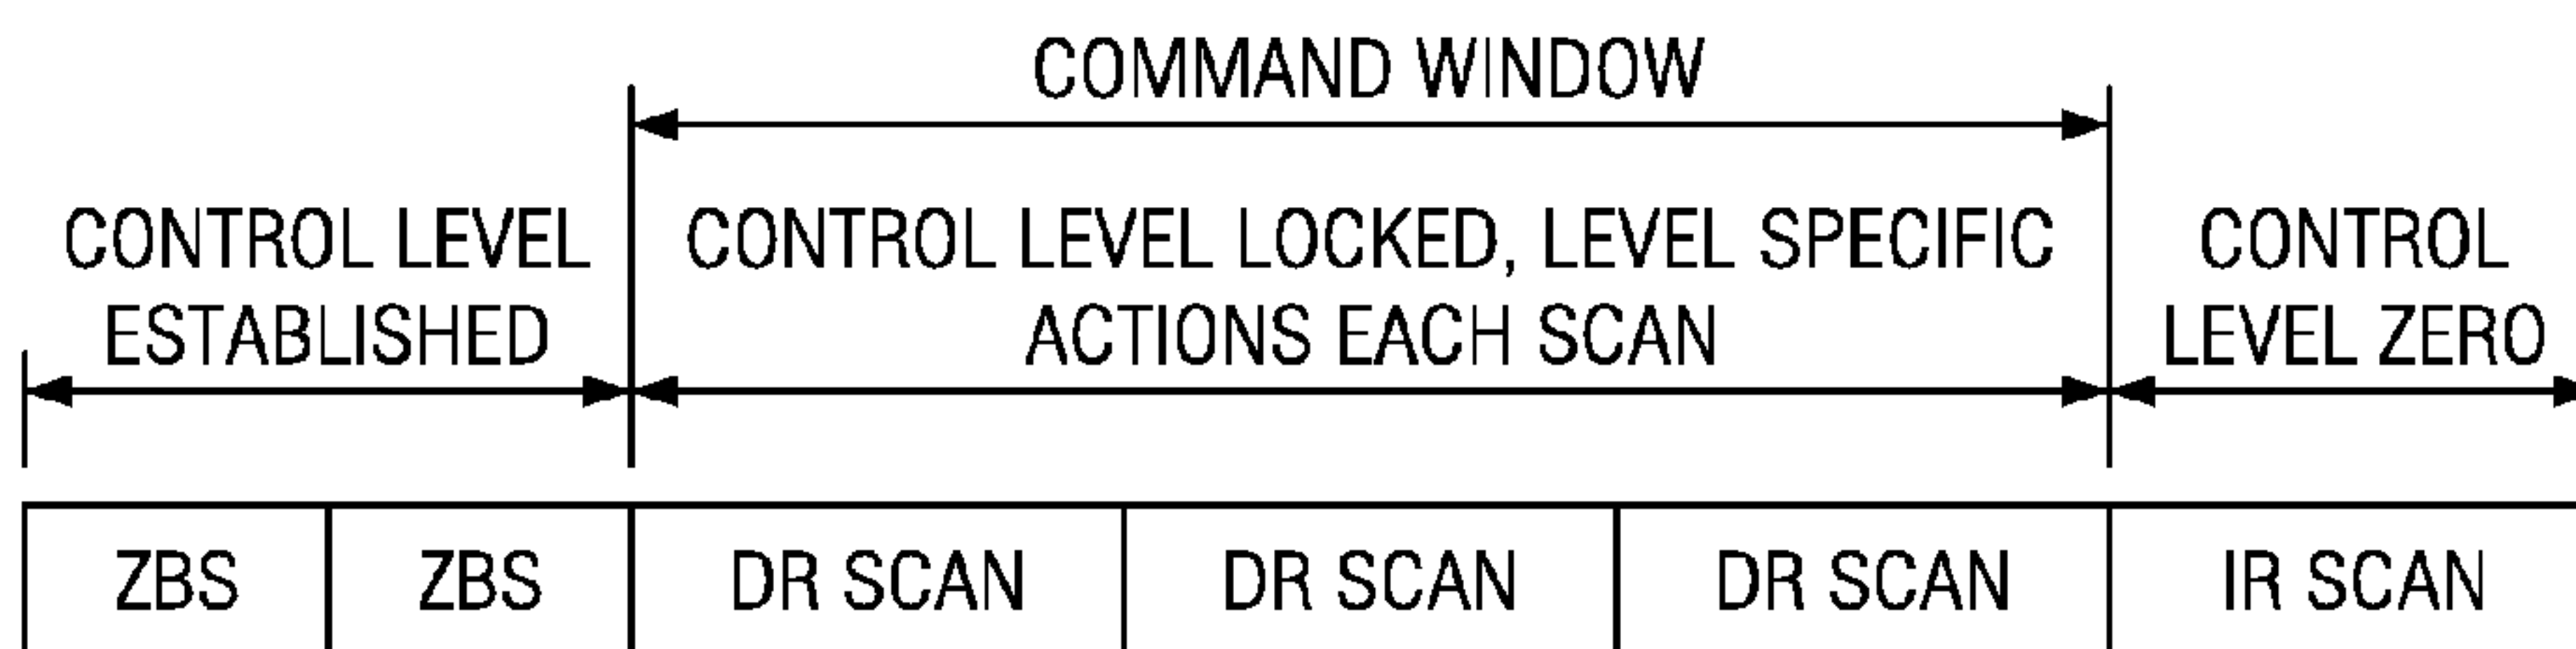 COMMAND WINDOW
CONTROL LEVEL
ESTABLISHED
CONTROL LEVEL LOCKED, LEVEL SPECIFIC
ACTIONS EACH SCAN
CONTROL
LEVEL ZERO
ZBS
ZBS
DR SCAN
DR SCAN
DR SCAN
IR SCAN